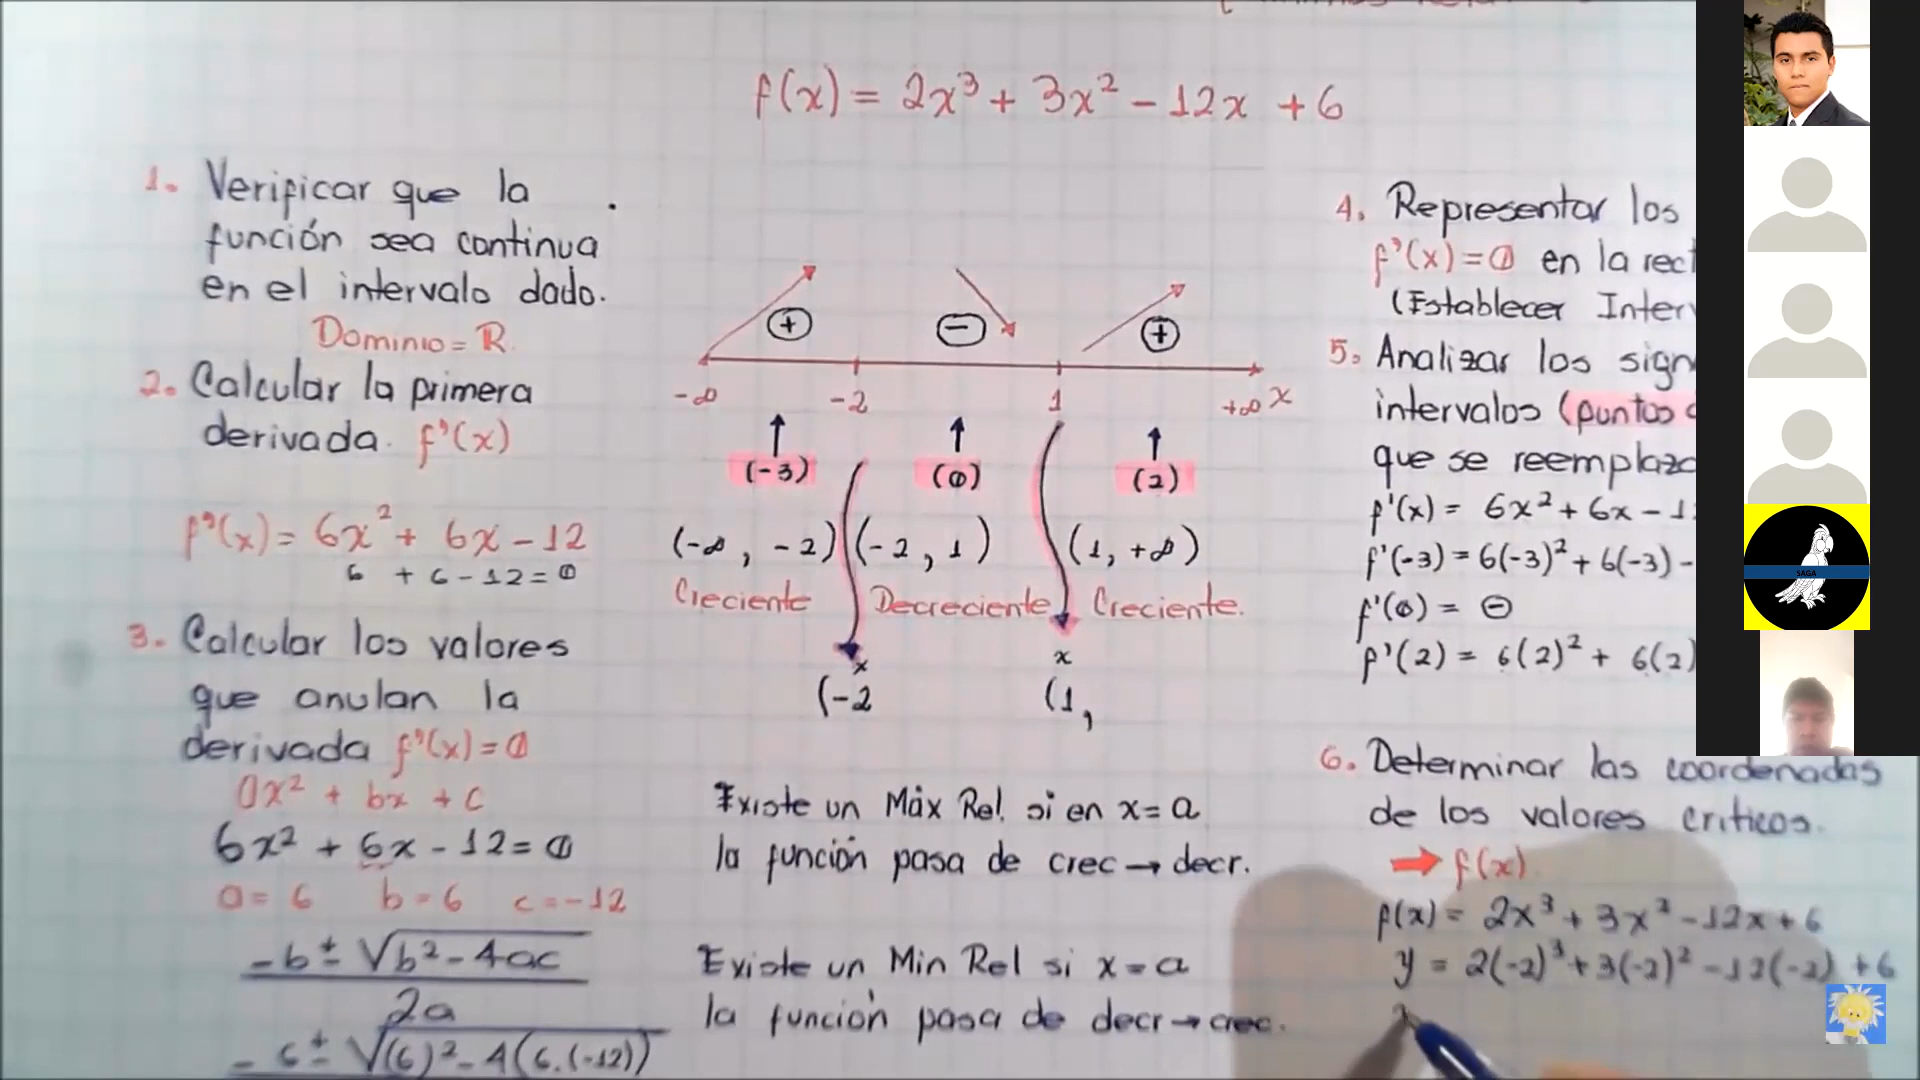 f(x) = 2x³ + 3x² - 12x + 6
1. Verificar que la
función sea continua
en el intervalo dado.
Dominio = R.
2. Calcular la primera
derivada. f'(x)
f'(x) = 6x² + 6x - 12
6 + 6 - 12 = 0
3. Calcular los valores
que anulan la
derivada f'(x) = 0
ax² + bx + c
6x² + 6x - 12 = 0
a = 6 b = 6 c = -12
-b ± √b² - 4ac
2a
- 6 ± √(6)² - 4(6.(-12))
+ - +
-∞ -2 1 +∞ x
(-3) (0) (2)
(-∞, -2) (-2, 1) (1, +∞)
Creciente Decreciente Creciente.
x x
(-2 (1,
Existe un Máx Rel. si en x = a
la función pasa de crec → decr.
Existe un Min Rel si x = a
la función pasa de decr → crec.
4. Representar los
f'(x) = 0 en la rect
(Establecer Interv
5. Analizar los sign
intervalos (puntos
que se reemplaza
f'(x) = 6x² + 6x - 1
f'(-3) = 6(-3)² + 6(-3) -
f'(0) = -
f'(2) = 6(2)² + 6(2)
6. Determinar las coordenadas
de los valores criticos.
→ f(x)
f(x) = 2x³ + 3x² - 12x + 6
y = 2(-2)³ + 3(-2)² - 12(-2) + 6
SAGA